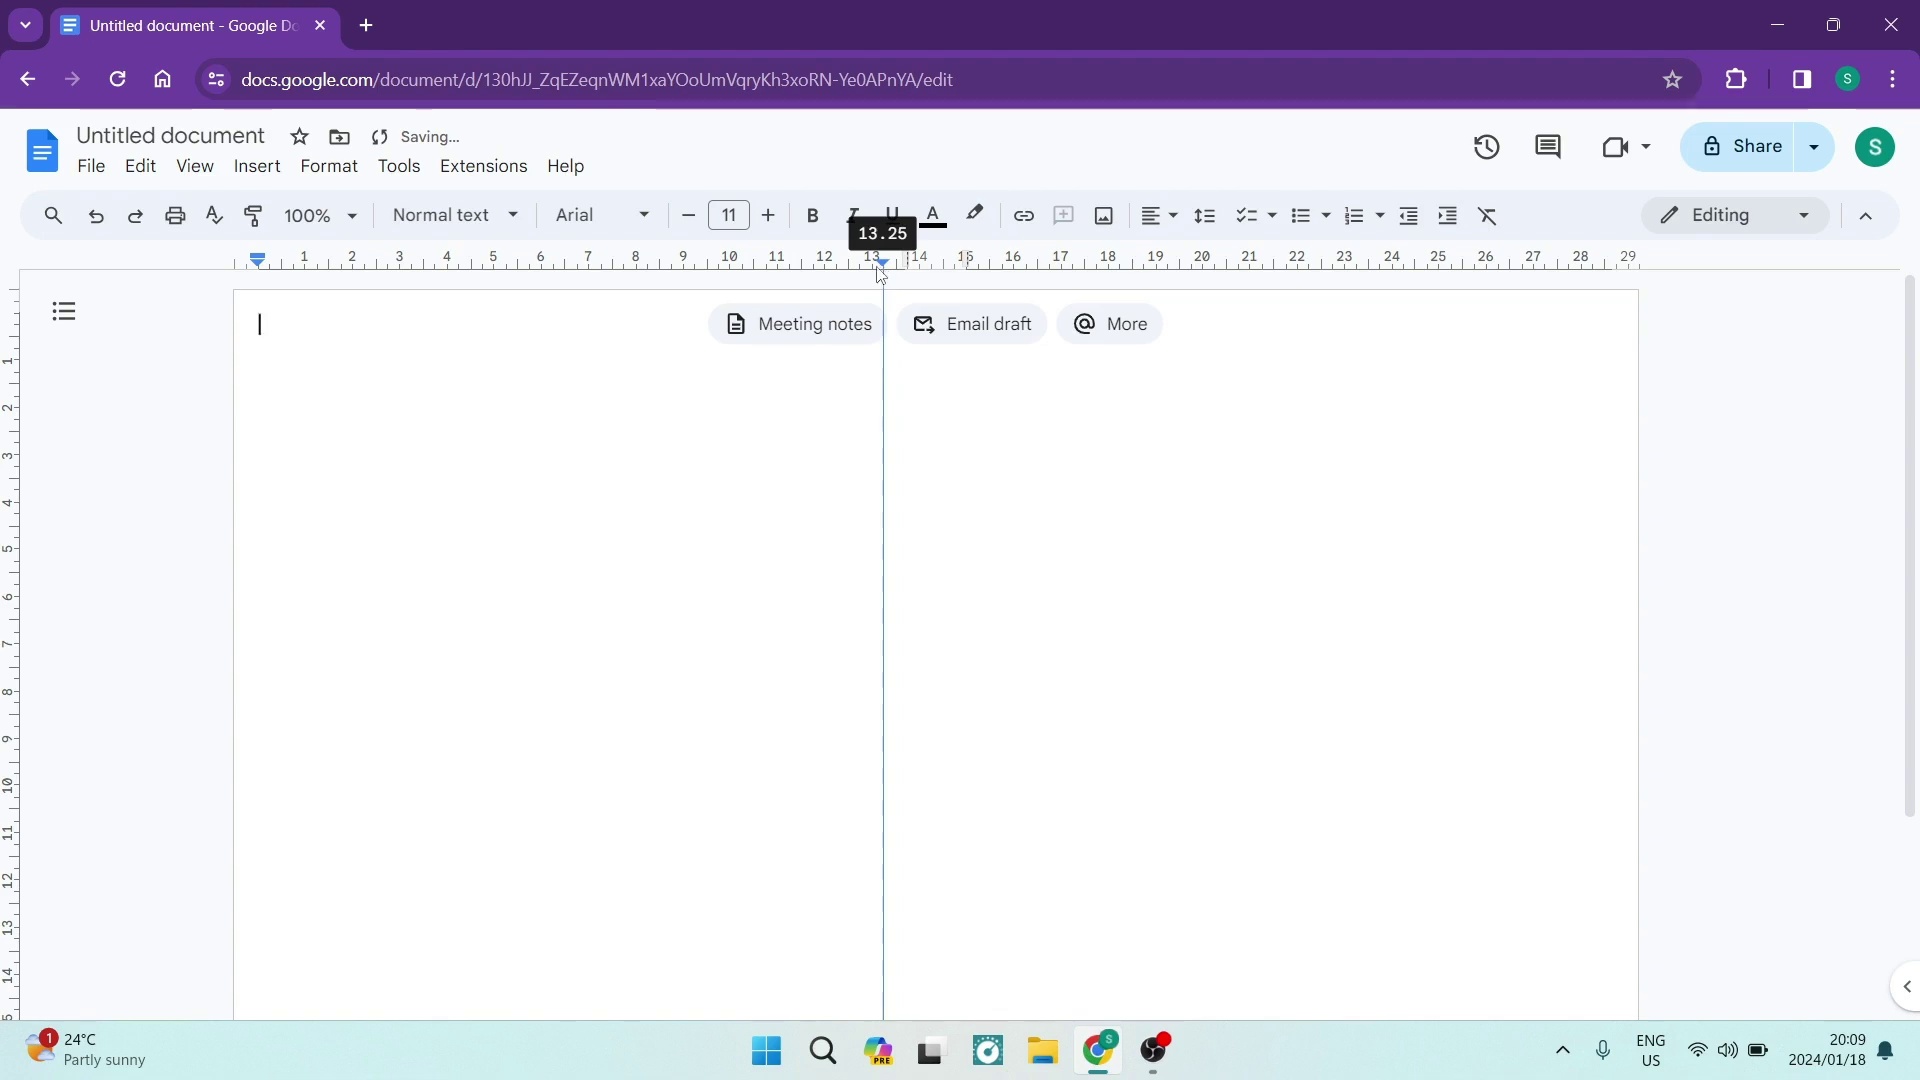 Untitled document - Google Do
docs.google.com/document/d/130hJJ_ZqEZeqnWM1xaYOoUmVqryKh3xoRN-Ye0APnYA/edit
S
Untitled document
Saving...
File Edit View Insert Format Tools Extensions Help
Share
S
100% Normal text Arial 11 B I U A Editing
13.25
1 2 3 4 5 6 7 8 9 10 11 12 13 14 15 16 17 18 19 20 21 22 23 24 25 26 27 28 29
Meeting notes Email draft @ More
1
2
3
4
5
6
7
8
9
10
11
12
13
14
1 24°C
Partly sunny
PRE
S
ENG
US
20:09
2024/01/18